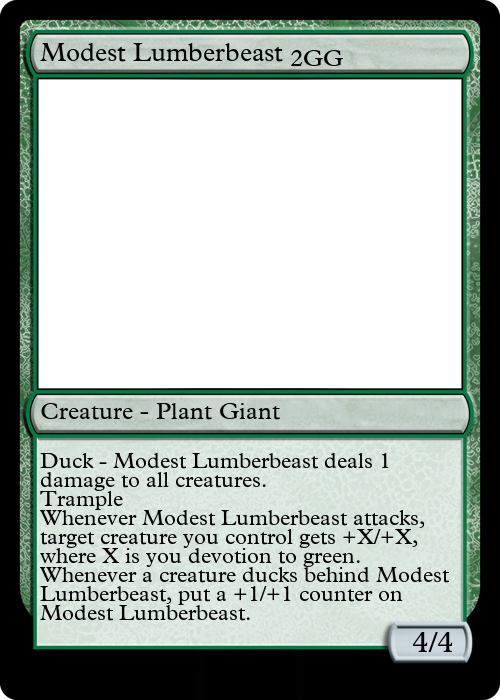 Modest Lumberbeast 2GG
Creature - Plant Giant
Duck - Modest Lumberbeast deals 1
damage to all creatures.
Trample
Whenever Modest Lumberbeast attacks,
target creature you control gets +X/+X,
where X is you devotion to green.
Whenever a creature ducks behind Modest
Lumberbeast, put a +1/+1 counter on
Modest Lumberbeast.
4/4